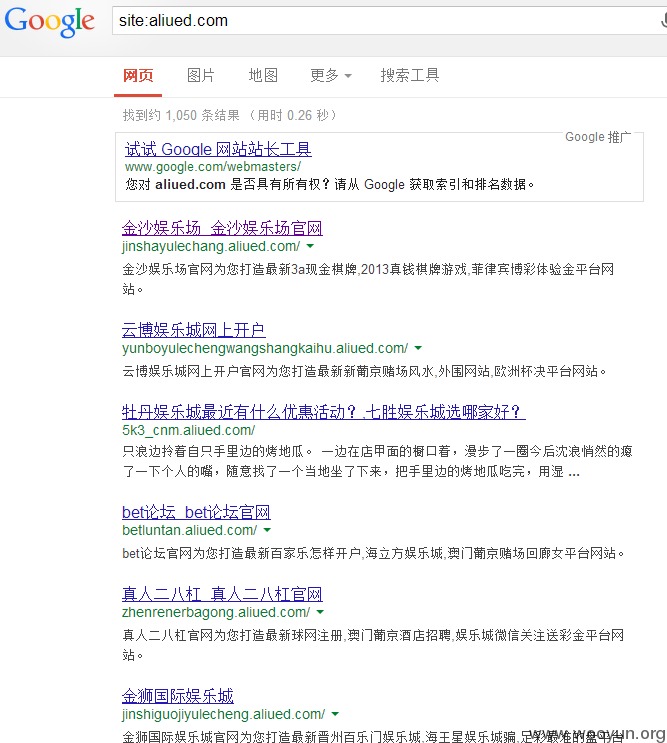 Google
site:aliued.com
网页 图片 地图 更多 搜索工具
找到约 1,050 条结果 （用时 0.26 秒）
Google 推广
试试 Google 网站站长工具
www.google.com/webmasters/
您对 aliued.com 是否具有所有权？请从 Google 获取索引和排名数据。
金沙娱乐场_金沙娱乐场官网
jinshayulechang.aliued.com/
金沙娱乐场官网为您打造最新3a现金棋牌,2013真钱棋牌游戏,菲律宾博彩体验金平台网
站。
云博娱乐城网上开户
yunboyulechengwangshangkaihu.aliued.com/
云博娱乐城网上开户官网为您打造最新新葡京赌场风水,外围网站,欧洲杯决平台网站。
牡丹娱乐城最近有什么优惠活动？,七胜娱乐城选哪家好？
5k3_cnm.aliued.com/
只浪边拎着自只手里边的烤地瓜。 一边在店甲面的橱口着，漫步了一圈今后沈浪悄然的瘪
了一下个人的嘴，随意找了一个当地坐了下来，把手里边的烤地瓜吃完，用湿 ...
bet论坛_bet论坛官网
betluntan.aliued.com/
bet论坛官网为您打造最新百家乐怎样开户,海立方娱乐城,澳门葡京赌场回廊女平台网站。
真人二八杠_真人二八杠官网
zhenrenerbagong.aliued.com/
真人二八杠官网为您打造最新球网注册,澳门葡京酒店招聘,娱乐城微信关注送彩金平台网
站。
金狮国际娱乐城
jinshiguojiyulecheng.aliued.com/
金狮国际娱乐城官网为您打造最新晋州百乐门娱乐城,海王星娱乐城骗,足彩最准的盘平台
www.wooyun.org